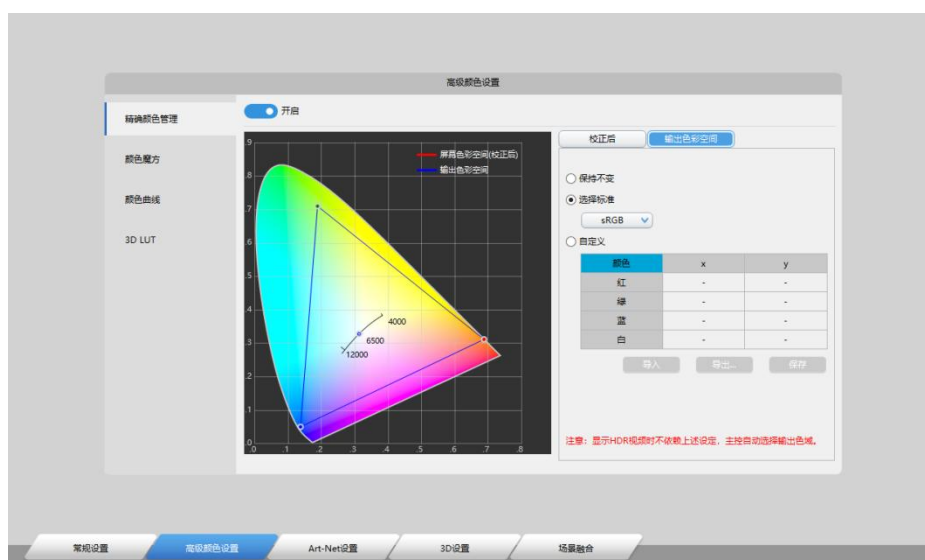 高级颜色设置
精确颜色管理
颜色魔方
颜色曲线
3D LUT
开启
.9
.8
.7
.6
.5
.4
.3
.2
.1
.0
.0 .1 .2 .3 .4 .5 .6 .7 .8
屏幕色彩空间(校正后)
输出色彩空间
4000
6500
12000
校正后 输出色彩空间
保持不变
选择标准
sRGB
自定义
颜色 x y
红 - -
绿 - -
蓝 - -
白 - -
导入 导出... 保存
注意：显示HDR视频时不依赖上述设定，主控自动选择输出色域。
常规设置 高级颜色设置 Art-Net设置 3D设置 场景融合